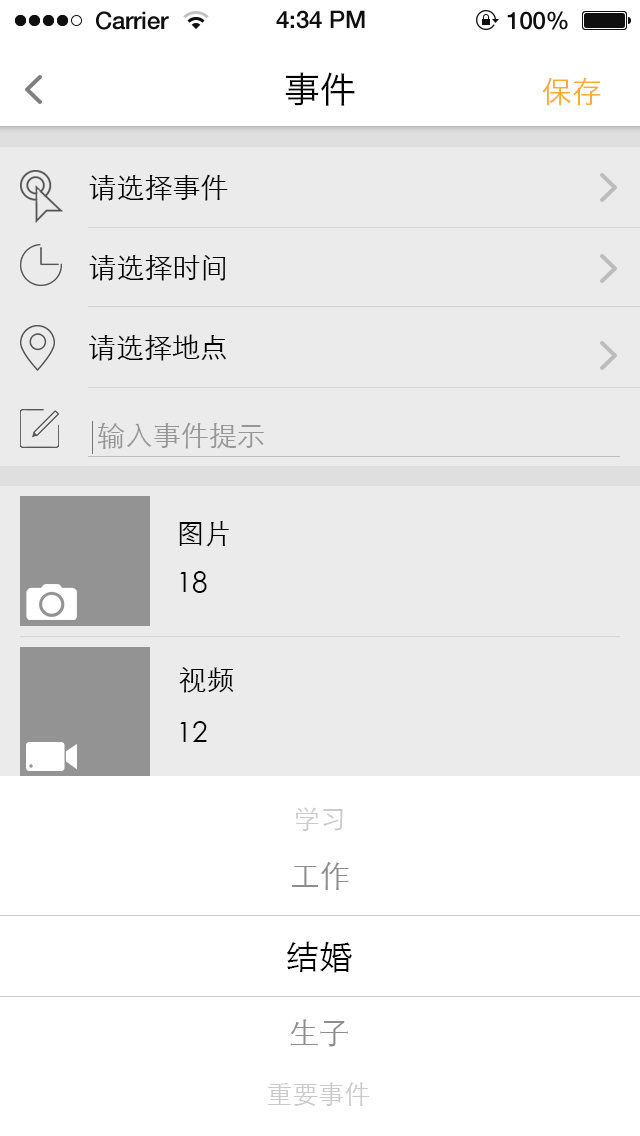 Carrier 4:34 PM 100%
事件 保存
请选择事件
请选择时间
请选择地点
输入事件提示
图片
18
视频
12
学习
工作
结婚
生子
重要事件